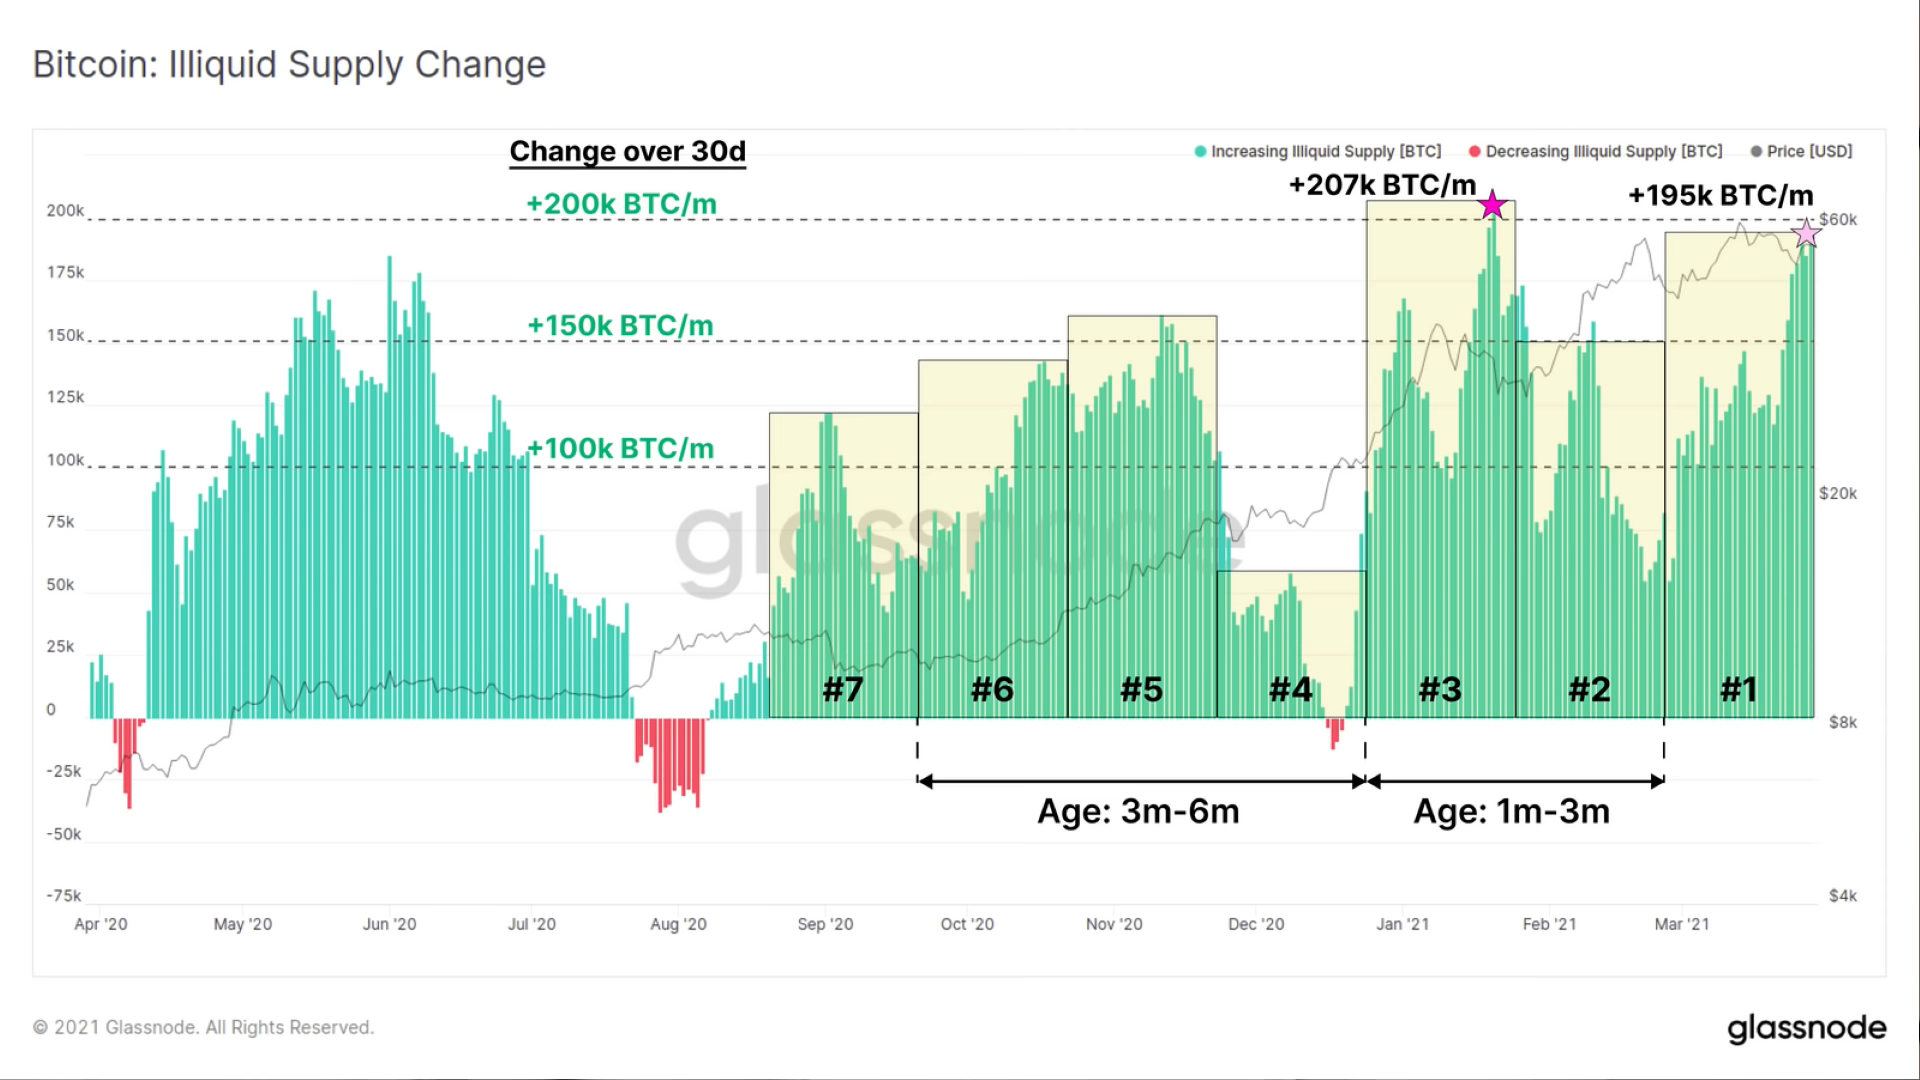 Bitcoin: Illiquid Supply Change
Change over 30d
Increasing Illiquid Supply [BTC] Decreasing Illiquid Supply [BTC] Price [USD]
+207k BTC/m
+195k BTC/m
+200k BTC/m
200k
$60k
175k
+150k BTC/m
150k
125k
+100k BTC/m
100k
$20k
75k
glassnode
50k
25k
#7 #6 #5 #4 #3 #2 #1
0
$8k
-25k
Age: 3m-6m Age: 1m-3m
-50k
-75k
$4k
Apr '20 May '20 Jun '20 Jul '20 Aug '20 Sep '20 Oct '20 Nov '20 Dec '20 Jan '21 Feb '21 Mar '21
© 2021 Glassnode. All Rights Reserved.
glassnode